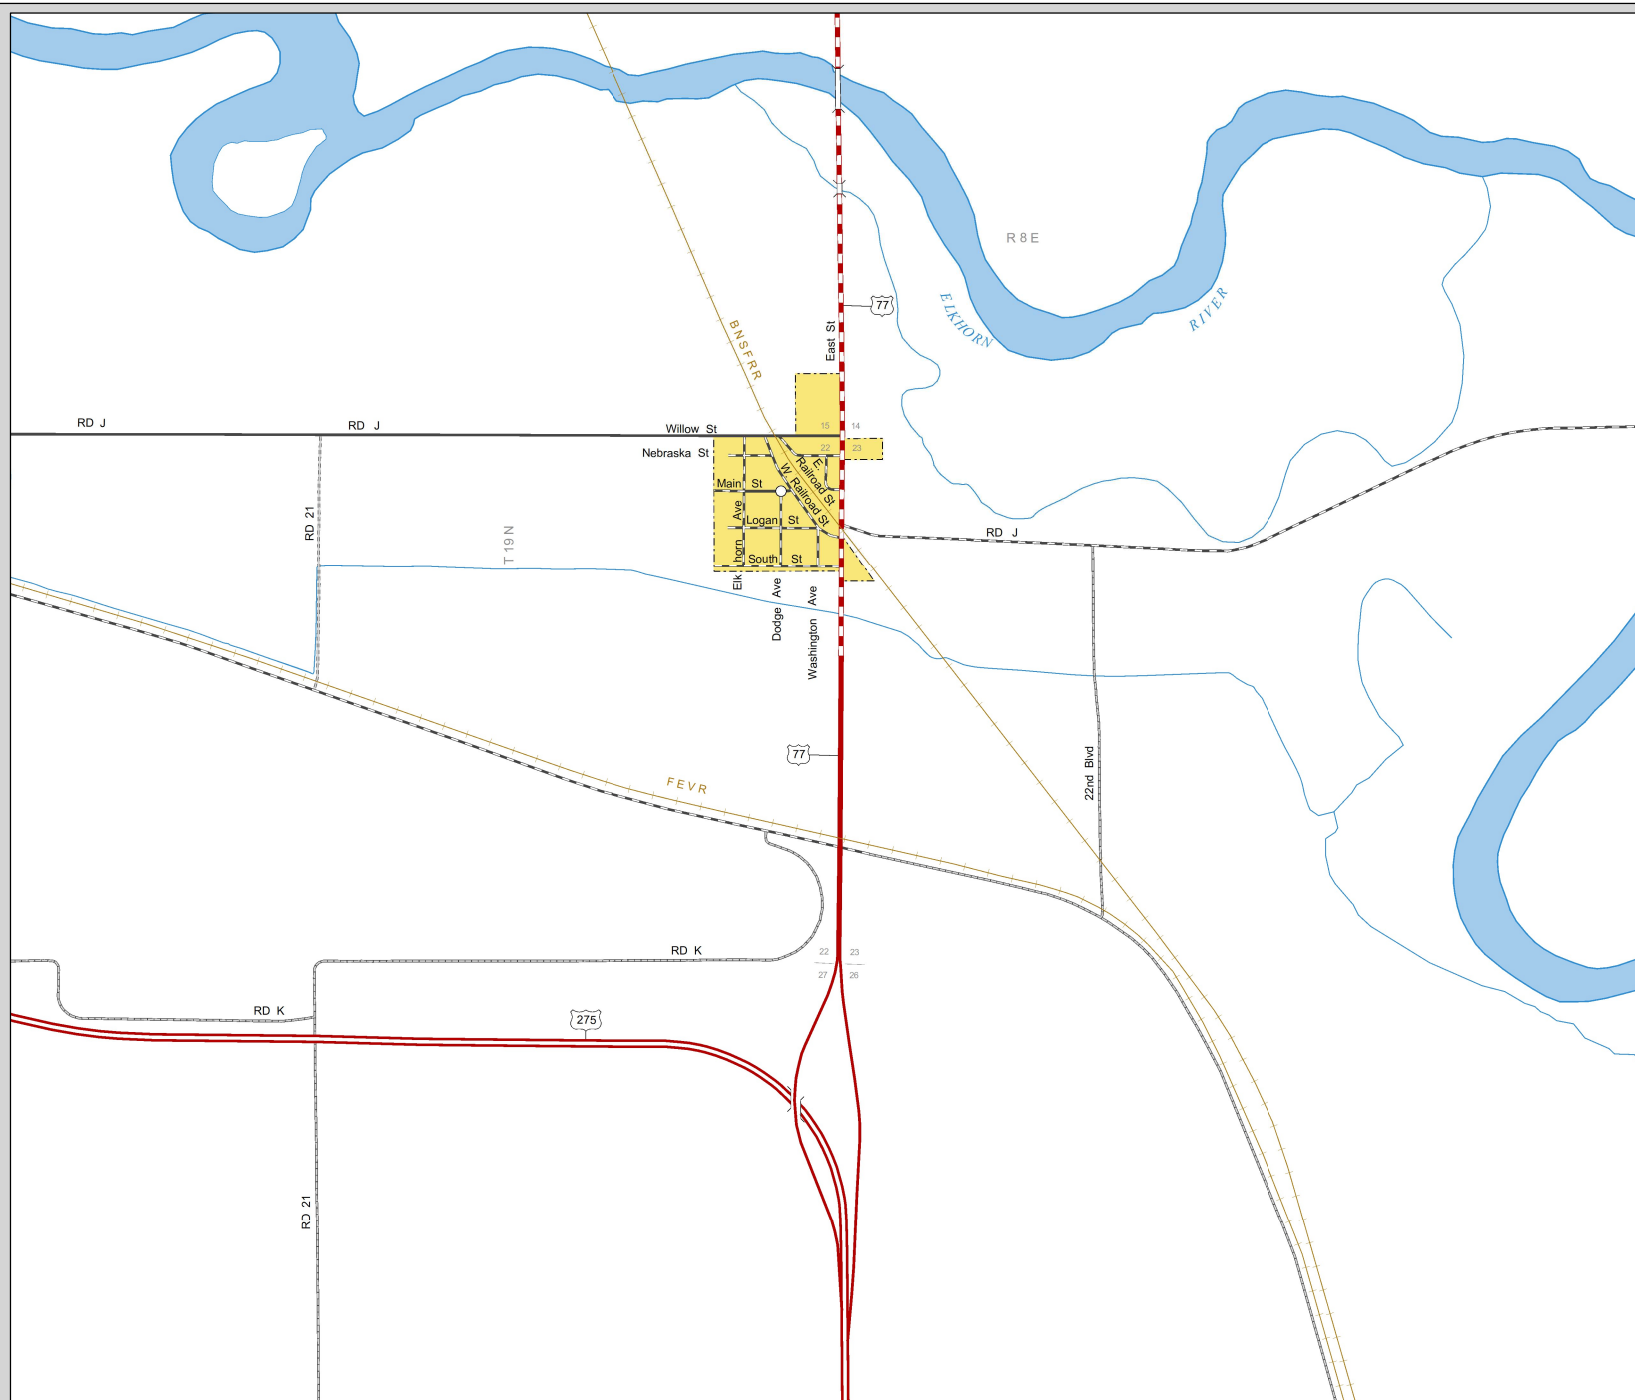 R 8 E
77
ELKHORN
RIVER
East St
BNSFRR
RD J
RD J
Willow St
15
14
22
23
Nebraska St
E. Railroad St
W. Railroad St
Main St
Logan St
South St
Elk horn Ave
Dodge Ave
Washington Ave
RD 21
T 19 N
RD J
77
22nd Blvd
FEVR
RD K
22
23
27
26
RD K
275
RD 21